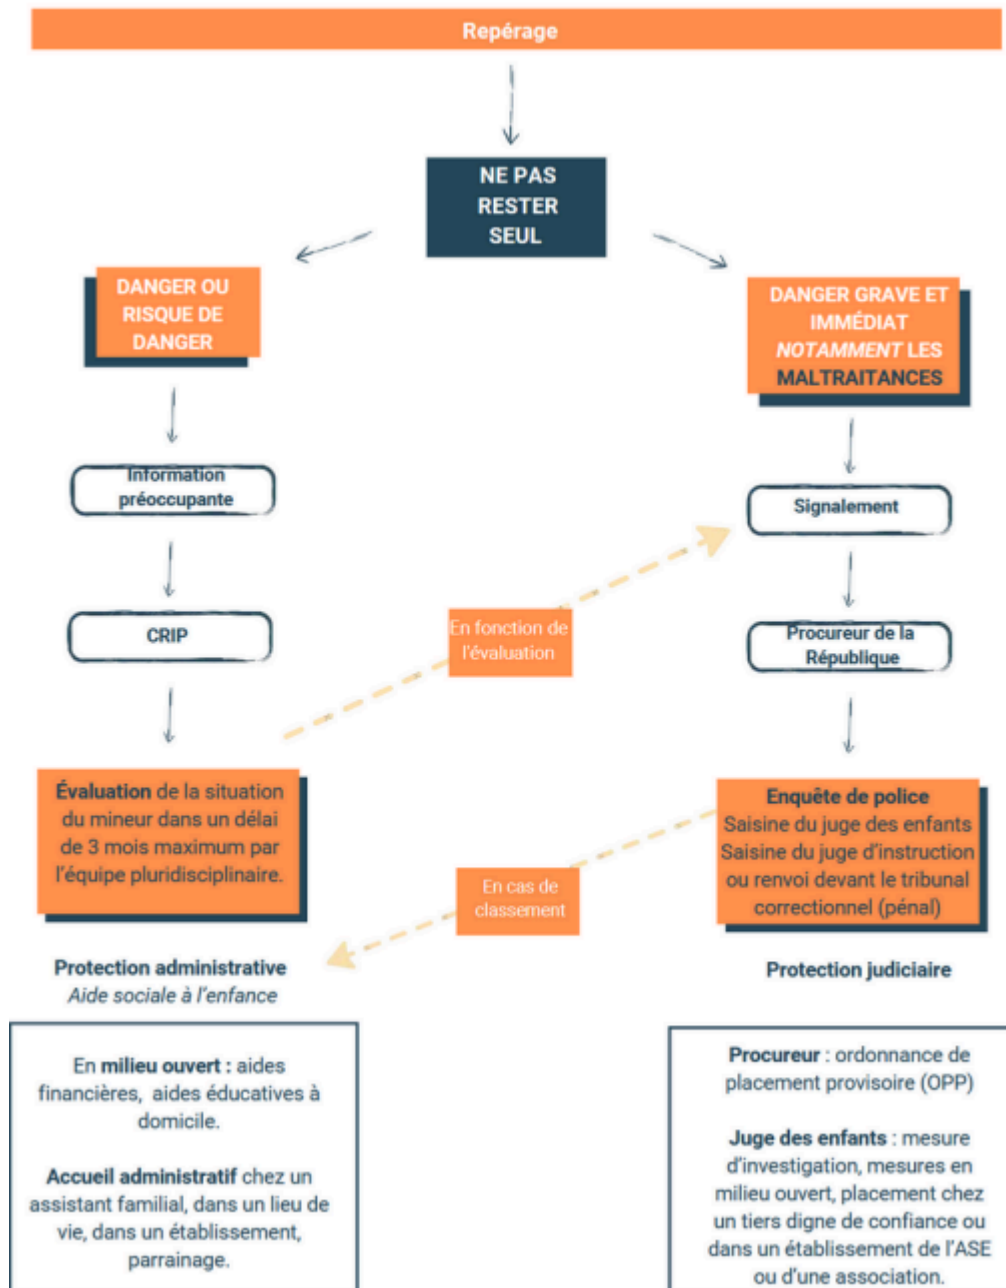 Repérage
NE PAS
RESTER
SEUL
DANGER OU
RISQUE DE
DANGER
DANGER GRAVE ET
IMMÉDIAT
NOTAMMENT LES
MALTRAITANCES
Information
préoccupante
Signalement
CRIP
En fonction de
l'évaluation
Procureur de la
République
Évaluation de la situation
du mineur dans un délai
de 3 mois maximum par
l'équipe pluridisciplinaire.
Enquête de police
Saisine du juge des enfants
Saisine du juge d'instruction
ou renvoi devant le tribunal
correctionnel (pénal)
En cas de
classement
Protection administrative
Aide sociale à l'enfance
Protection judiciaire
En milieu ouvert : aides
financières, aides éducatives à
domicile.
Accueil administratif chez un
assistant familial, dans un lieu de
vie, dans un établissement,
parrainage.
Procureur : ordonnance de
placement provisoire (OPP)
Juge des enfants : mesure
d'investigation, mesures en
milieu ouvert, placement chez
un tiers digne de confiance ou
dans un établissement de l'ASE
ou d'une association.